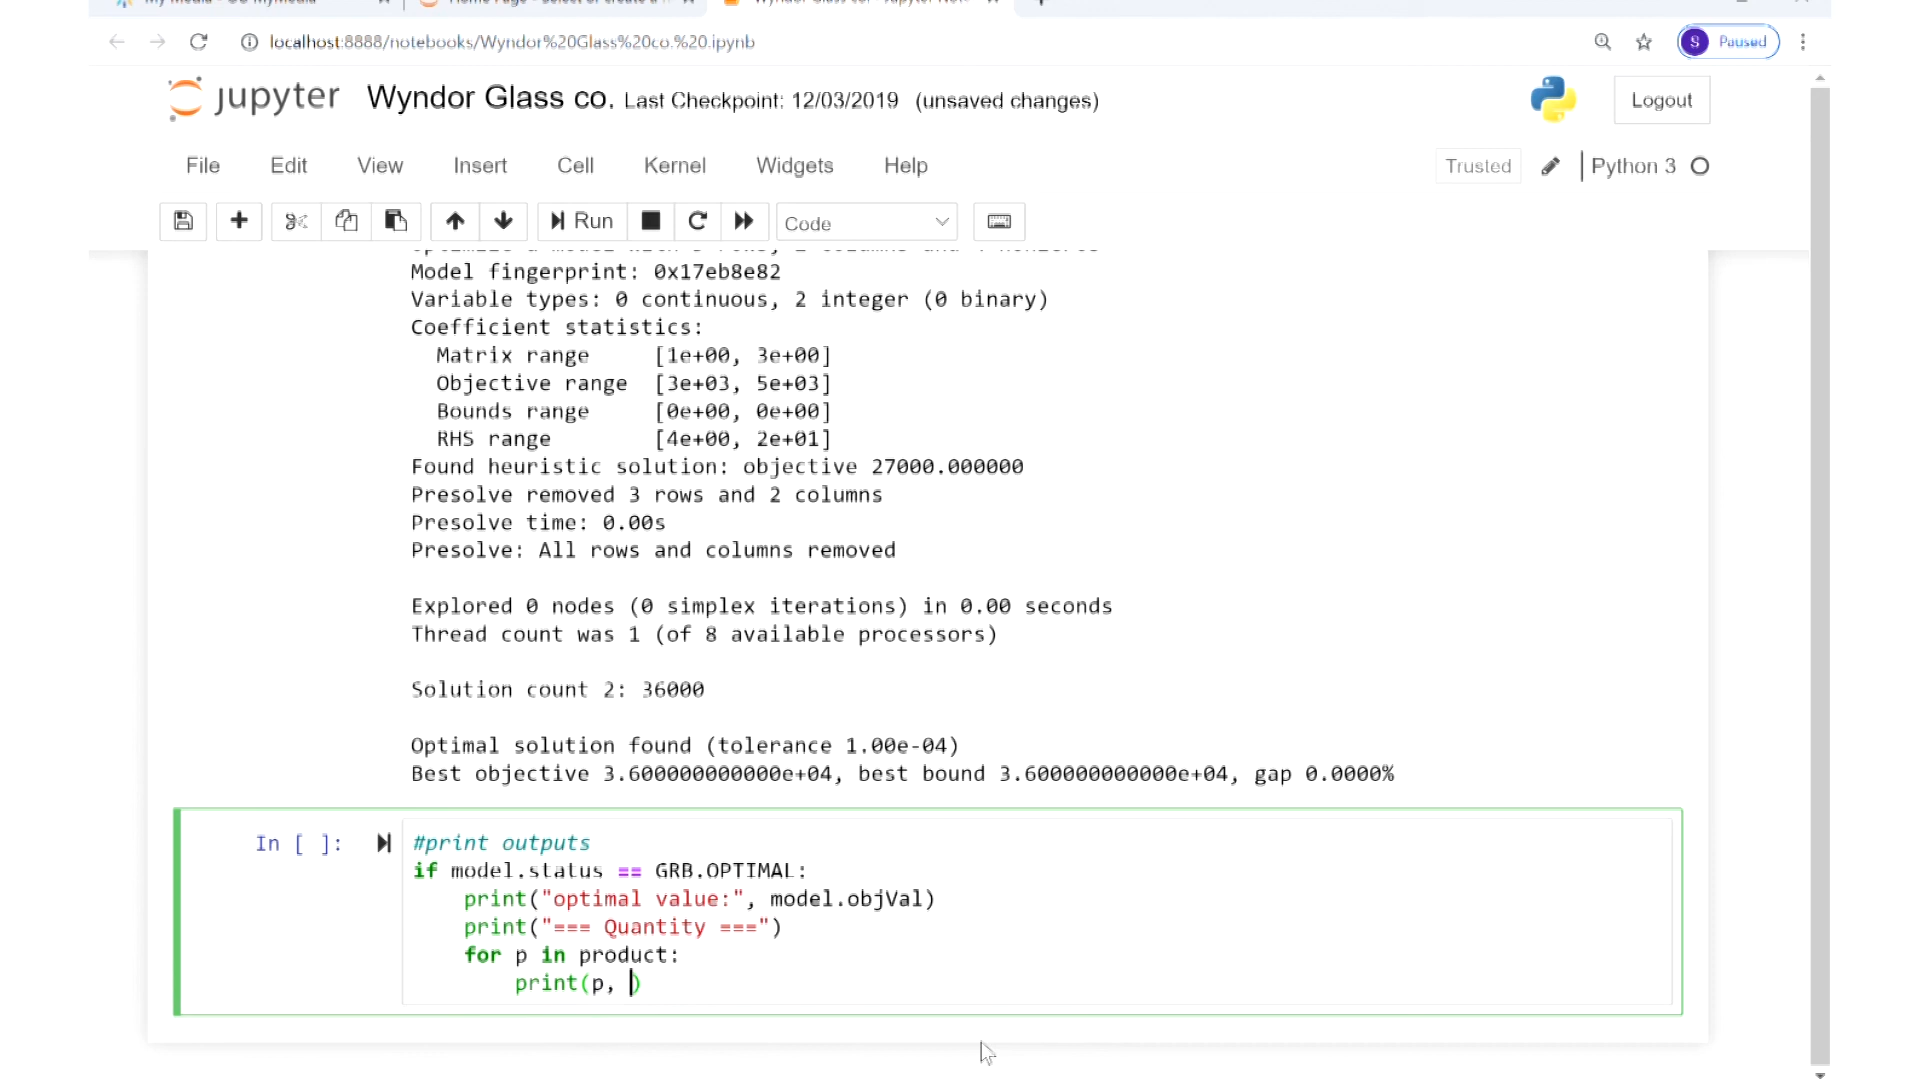 localhost:8888/notebooks/Wyndor%20Glass%20co.%20.ipynb
S Paused
jupyter Wyndor Glass co. Last Checkpoint: 12/03/2019 (unsaved changes)
Logout
File Edit View Insert Cell Kernel Widgets Help
Trusted Python 3
Run Code
Model fingerprint: 0x17eb8e82
Variable types: 0 continuous, 2 integer (0 binary)
Coefficient statistics:
Matrix range [1e+00, 3e+00]
Objective range [3e+03, 5e+03]
Bounds range [0e+00, 0e+00]
RHS range [4e+00, 2e+01]
Found heuristic solution: objective 27000.000000
Presolve removed 3 rows and 2 columns
Presolve time: 0.00s
Presolve: All rows and columns removed
Explored 0 nodes (0 simplex iterations) in 0.00 seconds
Thread count was 1 (of 8 available processors)
Solution count 2: 36000
Optimal solution found (tolerance 1.00e-04)
Best objective 3.600000000000e+04, best bound 3.600000000000e+04, gap 0.0000%
In [ ]:
#print outputs
if model.status == GRB.OPTIMAL:
print("optimal value:", model.objVal)
print("=== Quantity ===")
for p in product:
print(p, )